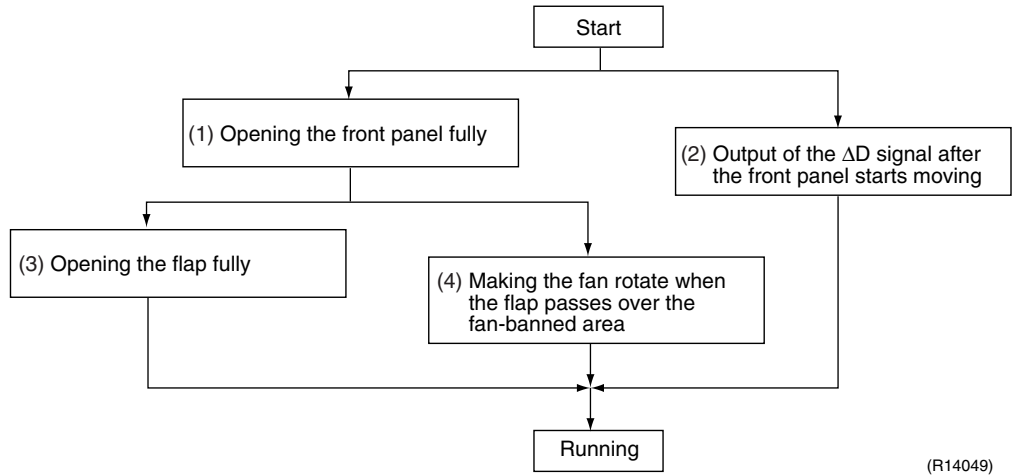 Start
(1) Opening the front panel fully
(2) Output of the ΔD signal after
the front panel starts moving
(3) Opening the flap fully
(4) Making the fan rotate when
the flap passes over the
fan-banned area
Running
(R14049)